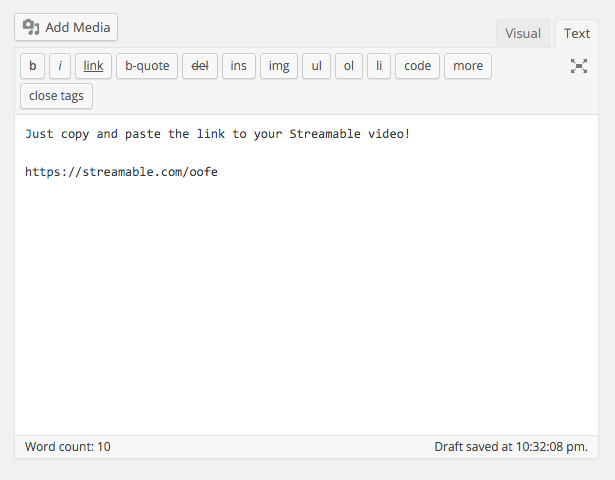 Add Media
Visual Text
b i link b-quote del ins img ul ol li code more
close tags
Just copy and paste the link to your Streamable video!
https://streamable.com/oofe
Word count: 10 Draft saved at 10:32:08 pm.